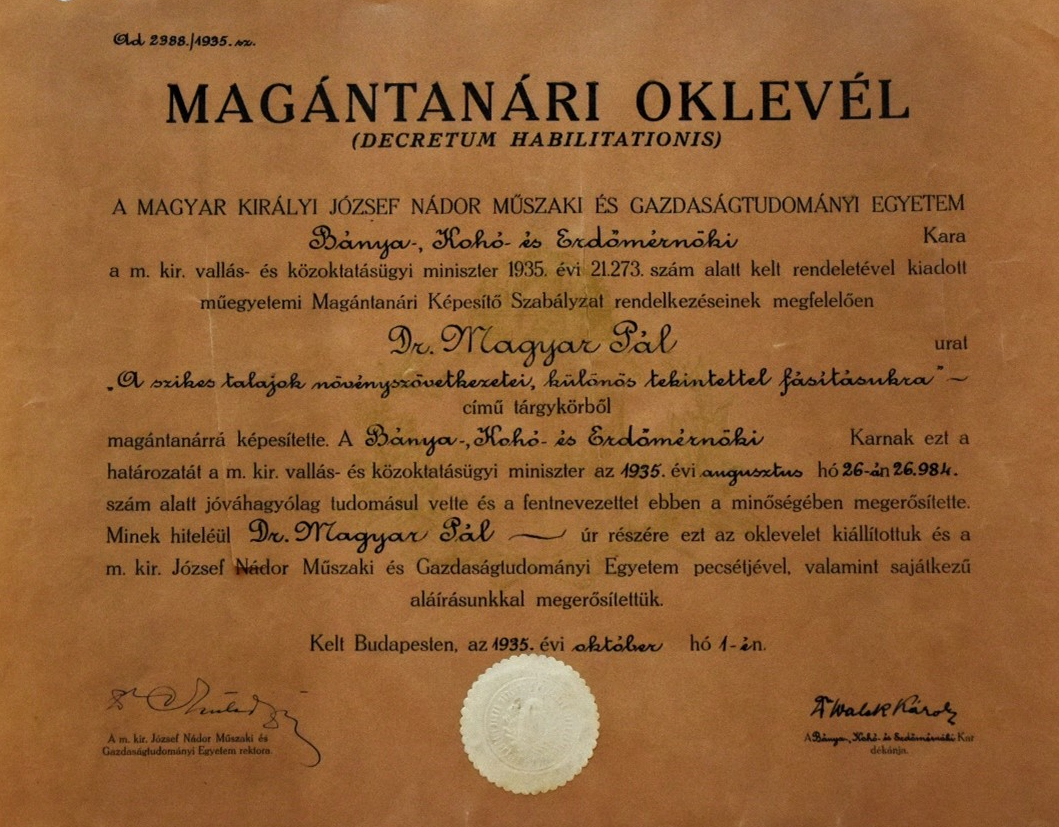 Ad 2988./1935. sz.
MAGÁNTANÁRI OKLEVÉL
(DECRETUM HABILITATIONIS)
A MAGYAR KIRÁLYI JÓZSEF NÁDOR MŰSZAKI ÉS GAZDASÁGTUDOMÁNYI EGYETEM
Bánya-, Kohó- és Erdőmérnöki Kara
a m. kir. vallás- és közoktatásügyi miniszter 1935. évi 21.273. szám alatt kelt rendeletével kiadott
műegyetemi Magántanári Képesítő Szabályzat rendelkezéseinek megfelelően
Dr. Magyar Pál urat
„A szikes talajok növényszövetkezetei, különös tekintettel fásításukra"
című tárgykörből
magántanárrá képesítette. A Bánya-, Kohó- és Erdőmérnöki Karnak ezt a
határozatát a m. kir. vallás- és közoktatásügyi miniszter az 1935. évi augusztus hó 26-án 26.984.
szám alatt jóváhagyólag tudomásul vette és a fentnevezettet ebben a minőségében megerősítette.
Minek hiteléül Dr. Magyar Pál úr részére ezt az oklevelet kiállítottuk és a
m. kir. József Nádor Műszaki és Gazdaságtudományi Egyetem pecsétjével, valamint sajátkezű
aláírásunkkal megerősítettük.
Kelt Budapesten, az 1935. évi október hó 1-én.
Dr Walek Károly
A m. kir. József Nádor Műszaki és
Gazdaságtudományi Egyetem rektora.
A Bánya-, Kohó- és Erdőmérnöki Kar
dékánja.